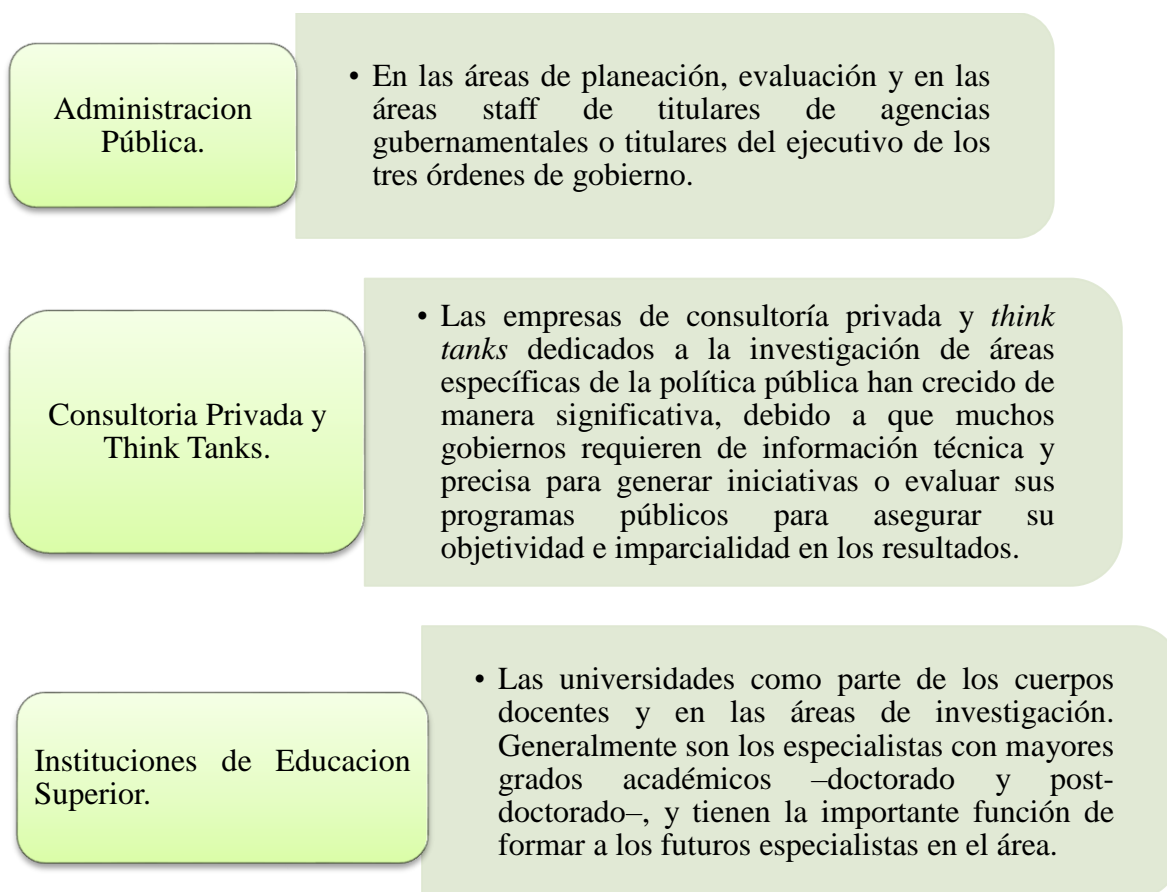 Administracion
Pública.
• En las áreas de planeación, evaluación y en las
áreas staff de titulares de agencias
gubernamentales o titulares del ejecutivo de los
tres órdenes de gobierno.
Consultoria Privada y
Think Tanks.
• Las empresas de consultoría privada y think
tanks dedicados a la investigación de áreas
específicas de la política pública han crecido de
manera significativa, debido a que muchos
gobiernos requieren de información técnica y
precisa para generar iniciativas o evaluar sus
programas públicos para asegurar su
objetividad e imparcialidad en los resultados.
Instituciones de Educacion
Superior.
• Las universidades como parte de los cuerpos
docentes y en las áreas de investigación.
Generalmente son los especialistas con mayores
grados académicos –doctorado y post-
doctorado–, y tienen la importante función de
formar a los futuros especialistas en el área.